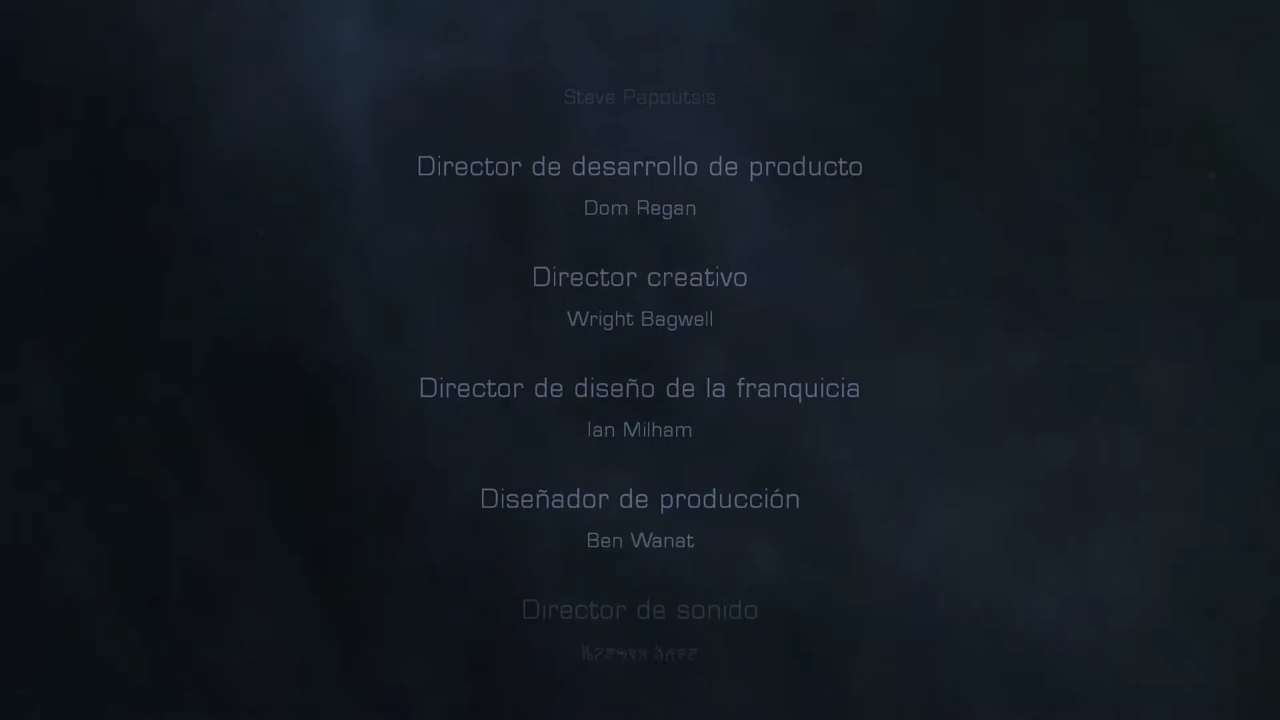 Steve Papoutsis
Director de desarrollo de producto
Dom Regan
Director creativo
Wright Bagwell
Director de diseño de la franquicia
Ian Milham
Diseñador de producción
Ben Wanat
Director de sonido